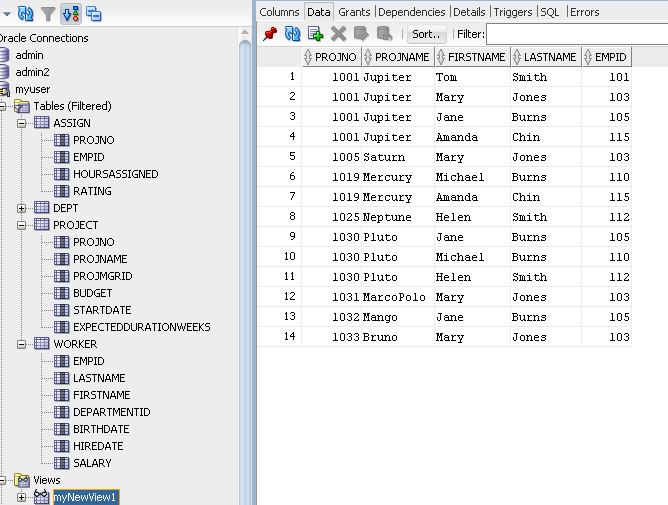 Oracle Connections
admin
admin2
myuser
Tables (Filtered)
ASSIGN
PROJNO
EMPID
HOURSASSIGNED
RATING
DEPT
PROJECT
PROJNO
PROJNAME
PROJMGRID
BUDGET
STARTDATE
EXPECTEDDURATIONWEEKS
WORKER
EMPID
LASTNAME
FIRSTNAME
DEPARTMENTID
BIRTHDATE
HIREDATE
SALARY
Views
myNewView1
Columns Data Grants Dependencies Details Triggers SQL Errors
Sort.. Filter:
PROJNO PROJNAME FIRSTNAME LASTNAME EMPID
1 1001 Jupiter Tom Smith 101
2 1001 Jupiter Mary Jones 103
3 1001 Jupiter Jane Burns 105
4 1001 Jupiter Amanda Chin 115
5 1005 Saturn Mary Jones 103
6 1019 Mercury Michael Burns 110
7 1019 Mercury Amanda Chin 115
8 1025 Neptune Helen Smith 112
9 1030 Pluto Jane Burns 105
10 1030 Pluto Michael Burns 110
11 1030 Pluto Helen Smith 112
12 1031 MarcoPolo Mary Jones 103
13 1032 Mango Jane Burns 105
14 1033 Bruno Mary Jones 103